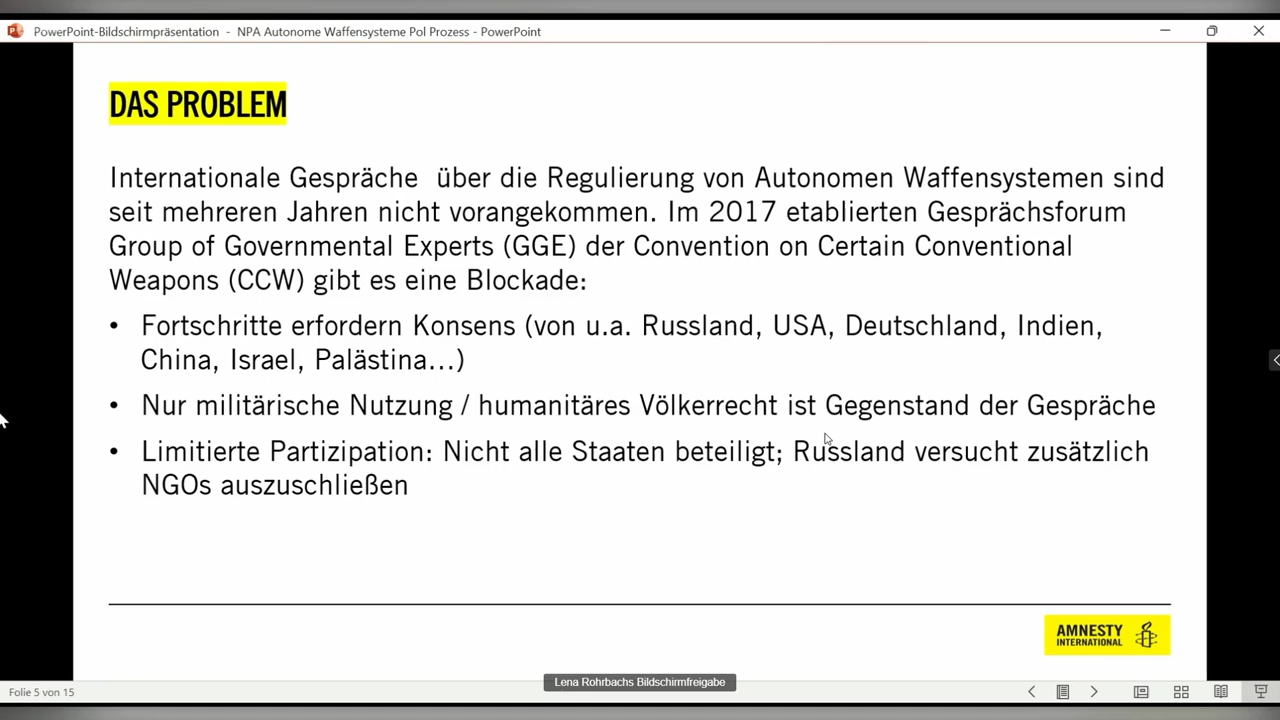 PowerPoint-Bildschirmpräsentation - NPA Autonome Waffensysteme Pol Prozess - PowerPoint
DAS PROBLEM
Internationale Gespräche über die Regulierung von Autonomen Waffensystemen sind
seit mehreren Jahren nicht vorangekommen. Im 2017 etablierten Gesprächsforum
Group of Governmental Experts (GGE) der Convention on Certain Conventional
Weapons (CCW) gibt es eine Blockade:
• Fortschritte erfordern Konsens (von u.a. Russland, USA, Deutschland, Indien,
China, Israel, Palästina...)
• Nur militärische Nutzung / humanitäres Völkerrecht ist Gegenstand der Gespräche
• Limitierte Partizipation: Nicht alle Staaten beteiligt; Russland versucht zusätzlich
NGOs auszuschließen
AMNESTY
INTERNATIONAL
Lena Rohrbachs Bildschirmfreigabe
Folie 5 von 15